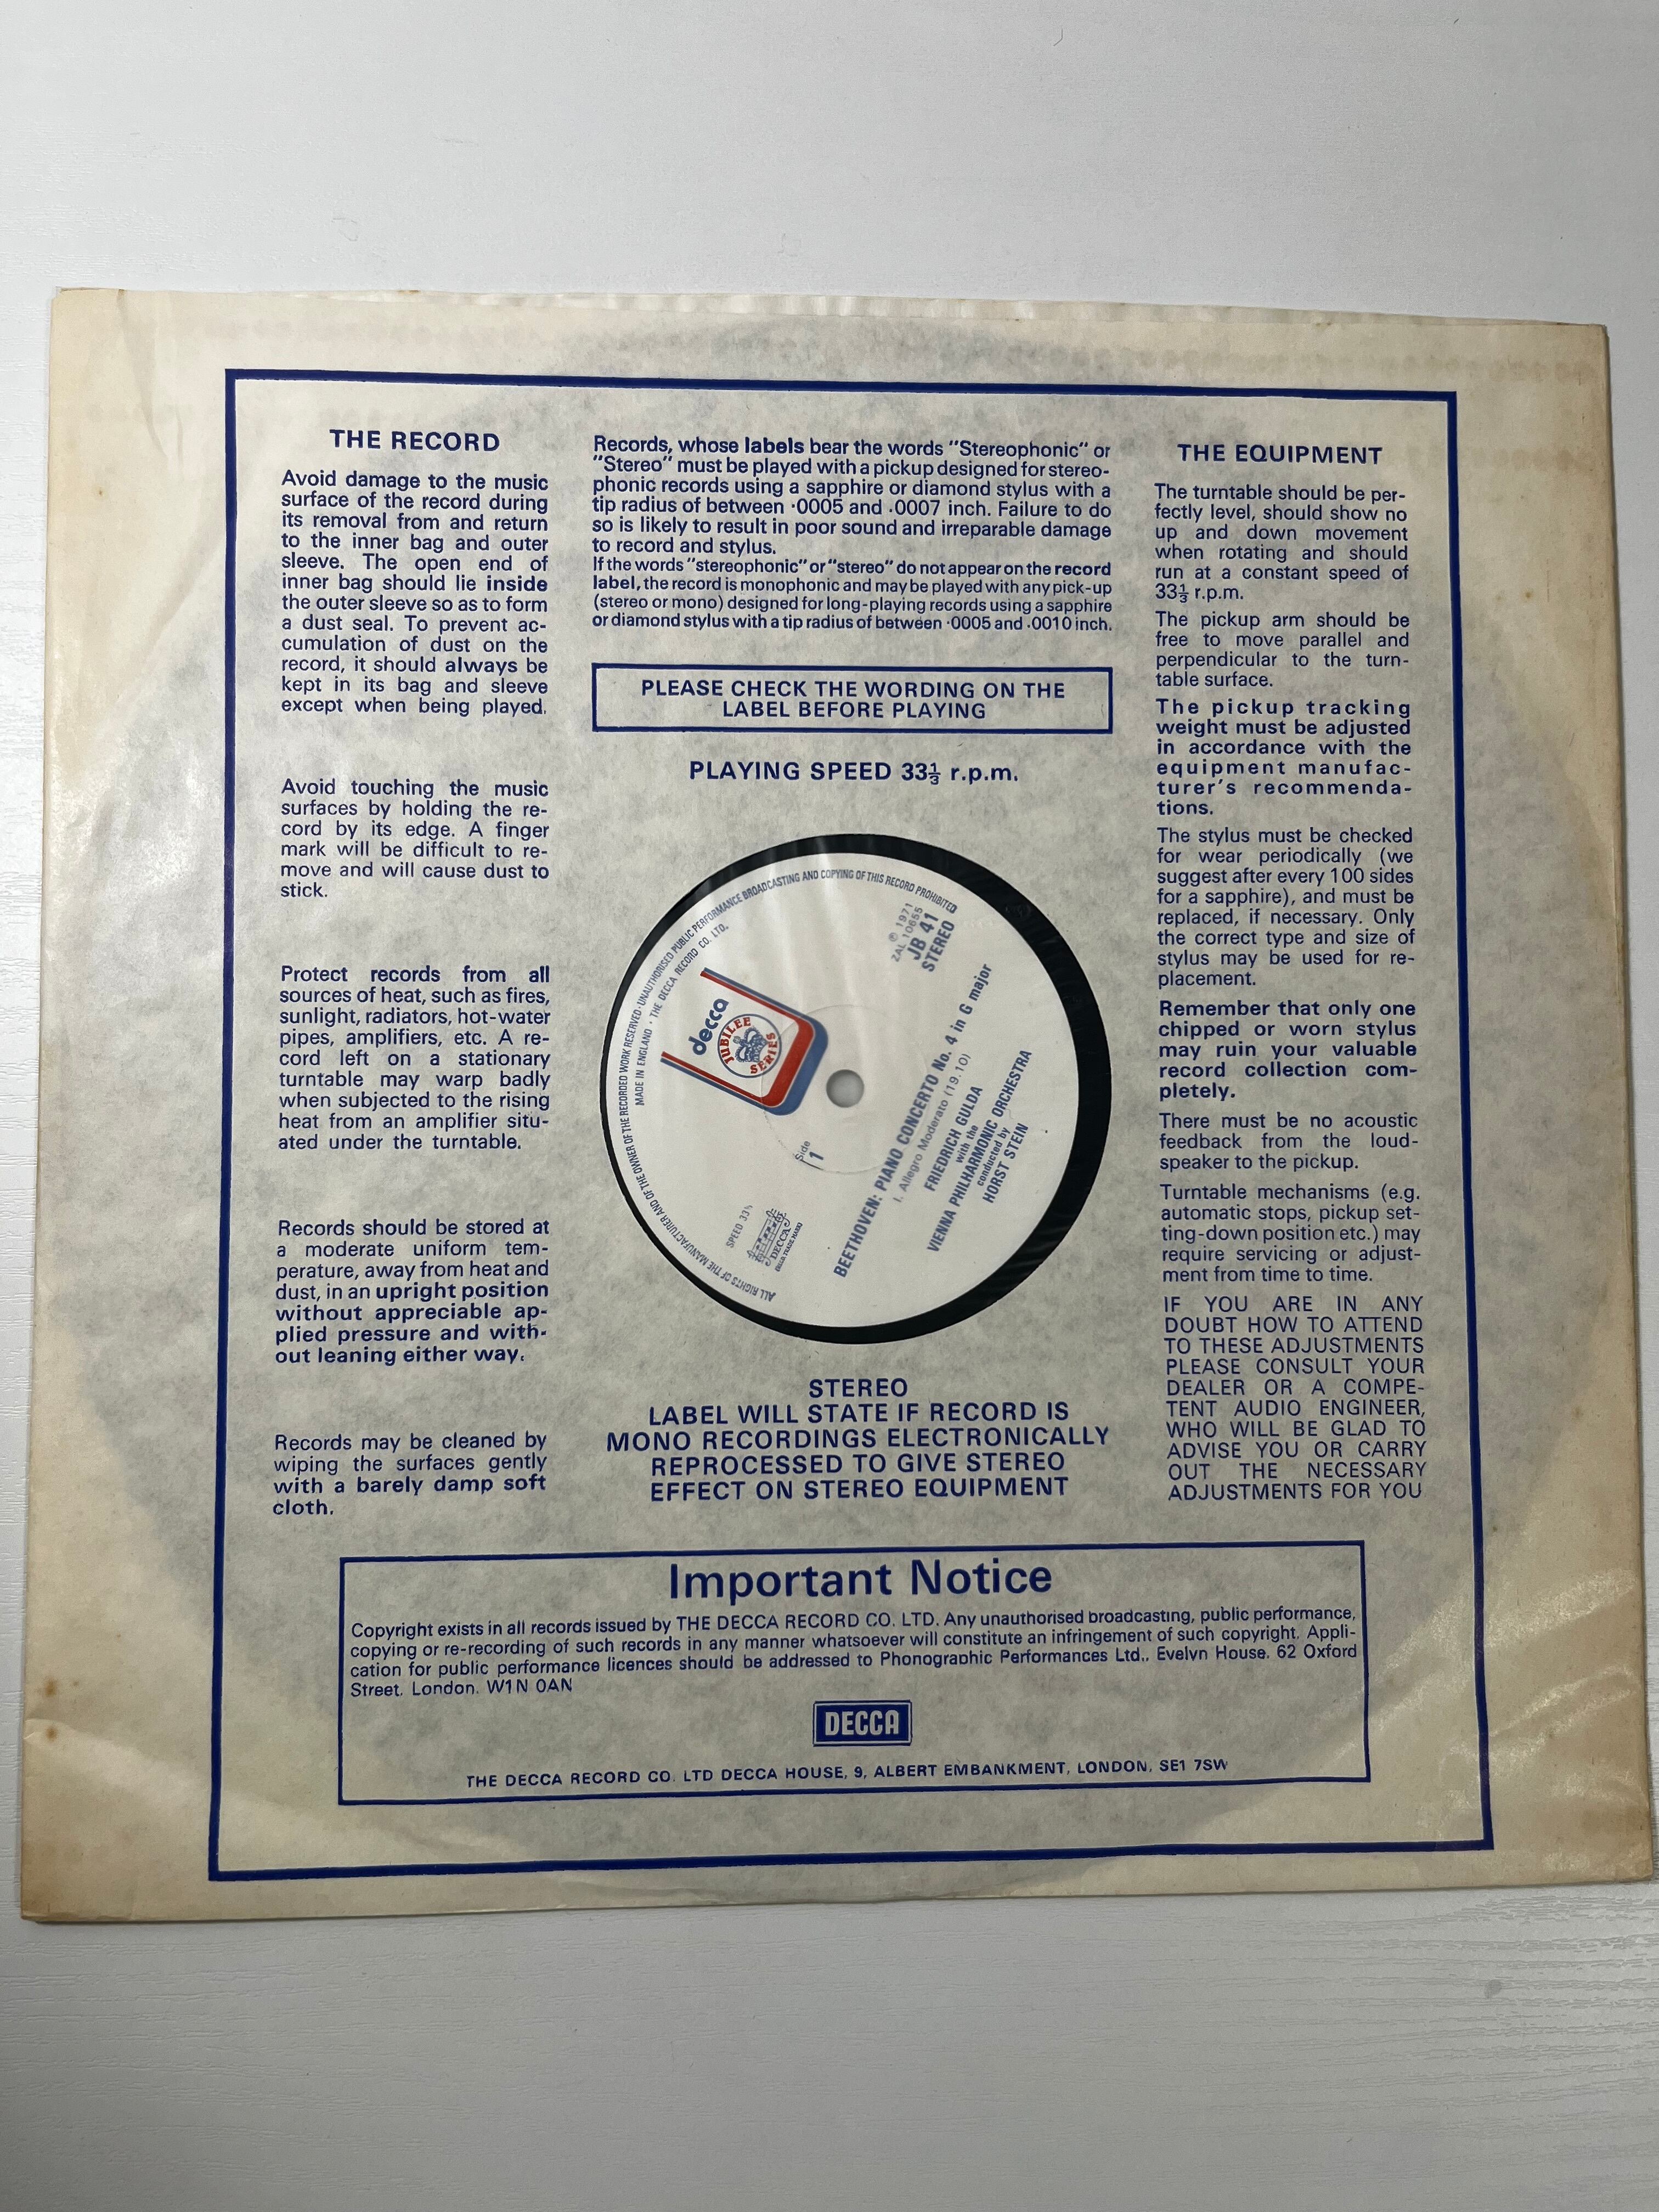 THE RECORD
Avoid damage to the music
surface of the record during
its removal from and return
to the inner bag and outer
sleeve. The open end of
inner bag should lie inside
the outer sleeve so as to form
a dust seal. To prevent ac-
cumulation of dust on the
record, it should always be
kept in its bag and sleeve
except when being played.
Avoid touching the music
surfaces by holding the re-
cord by its edge. A finger
mark will be difficult to re-
move and will cause dust to
stick.
Protect records from all
sources of heat, such as fires,
sunlight, radiators, hot-water
pipes, amplifiers, etc. A re-
cord left on a stationary
turntable may warp badly
when subjected to the rising
heat from an amplifier situ-
ated under the turntable.
Records should be stored at
a moderate uniform tem-
perature, away from heat and
dust, in an upright position
without appreciable ap-
plied pressure and with-
out leaning either way.
Records may be cleaned by
wiping the surfaces gently
with a barely damp soft
cloth.
Records, whose labels bear the words "Stereophonic" or
"Stereo" must be played with a pickup designed for stereo-
phonic records using a sapphire or diamond stylus with a
tip radius of between ·0005 and .0007 inch. Failure to do
so is likely to result in poor sound and irreparable damage
to record and stylus.
If the words "stereophonic" or "stereo" do not appear on the record
label, the record is monophonic and may be played with any pick-up
(stereo or mono) designed for long-playing records using a sapphire
or diamond stylus with a tip radius of between ·0005 and .0010 inch.
PLEASE CHECK THE WORDING ON THE
LABEL BEFORE PLAYING
PLAYING SPEED 33⅓ r.p.m.
ALL RIGHTS OF THE MANUFACTURER AND OF THE OWNER OF THE RECORDED WORK RESERVED·UNAUTHORISED PUBLIC PERFORMANCE BROADCASTING AND COPYING OF THIS RECORD PROHIBITED
MADE IN ENGLAND · THE DECCA RECORD CO. LTD.
decca
JUBILEE
SERIES
℗ 1971
ZAL 10655
JB 41
STEREO
Side
1
SPEED 33⅓
DECCA
BEETHOVEN: PIANO CONCERTO No. 4 in G major
I. Allegro Moderato (19.10)
FRIEDRICH GULDA
with the
VIENNA PHILHARMONIC ORCHESTRA
conducted by
HORST STEIN
STEREO
LABEL WILL STATE IF RECORD IS
MONO RECORDINGS ELECTRONICALLY
REPROCESSED TO GIVE STEREO
EFFECT ON STEREO EQUIPMENT
THE EQUIPMENT
The turntable should be per-
fectly level, should show no
up and down movement
when rotating and should
run at a constant speed of
33⅓ r.p.m.
The pickup arm should be
free to move parallel and
perpendicular to the turn-
table surface.
The pickup tracking
weight must be adjusted
in accordance with the
equipment manufac-
turer's recommenda-
tions.
The stylus must be checked
for wear periodically (we
suggest after every 100 sides
for a sapphire), and must be
replaced, if necessary. Only
the correct type and size of
stylus may be used for re-
placement.
Remember that only one
chipped or worn stylus
may ruin your valuable
record collection com-
pletely.
There must be no acoustic
feedback from the loud-
speaker to the pickup.
Turntable mechanisms (e.g.
automatic stops, pickup set-
ting-down position etc.) may
require servicing or adjust-
ment from time to time.
IF YOU ARE IN ANY
DOUBT HOW TO ATTEND
TO THESE ADJUSTMENTS
PLEASE CONSULT YOUR
DEALER OR A COMPE-
TENT AUDIO ENGINEER,
WHO WILL BE GLAD TO
ADVISE YOU OR CARRY
OUT THE NECESSARY
ADJUSTMENTS FOR YOU
Important Notice
Copyright exists in all records issued by THE DECCA RECORD CO. LTD. Any unauthorised broadcasting, public performance,
copying or re-recording of such records in any manner whatsoever will constitute an infringement of such copyright. Appli-
cation for public performance licences should be addressed to Phonographic Performances Ltd., Evelyn House, 62 Oxford
Street. London. W1N 0AN
DECCA
THE DECCA RECORD CO. LTD DECCA HOUSE, 9, ALBERT EMBANKMENT, LONDON, SE1 7SW